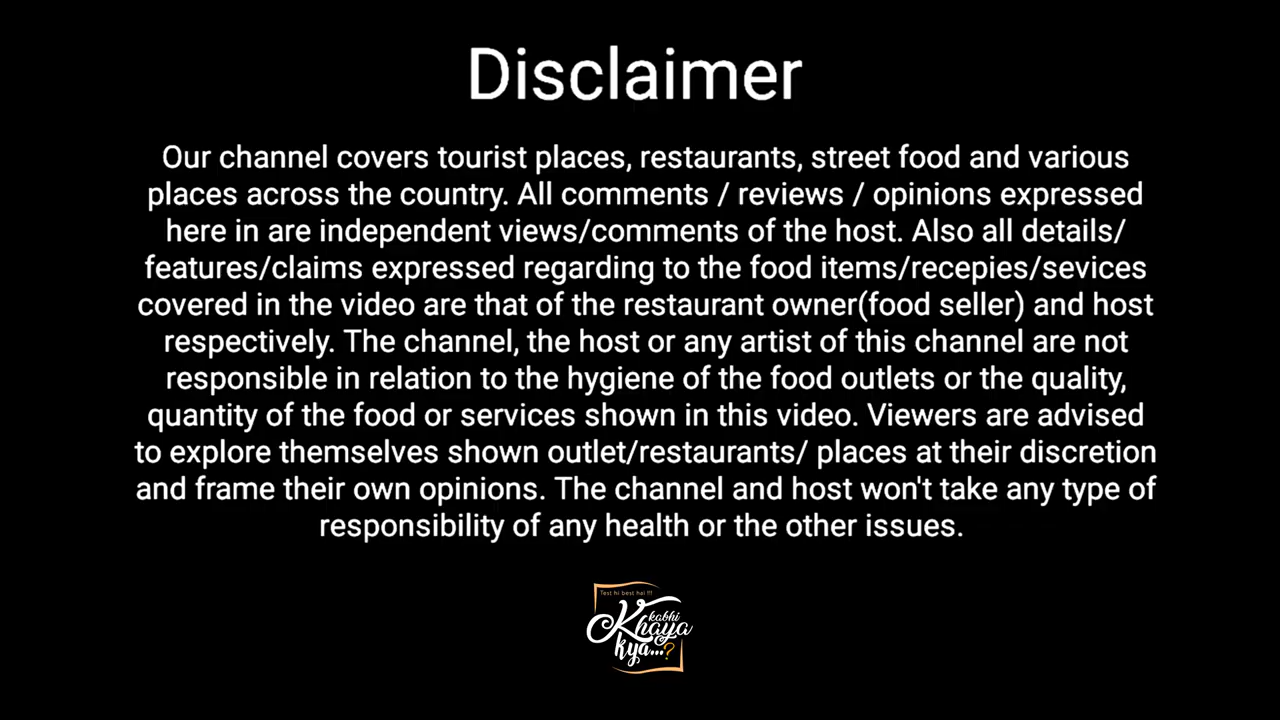 Disclaimer
Our channel covers tourist places, restaurants, street food and various
places across the country. All comments / reviews / opinions expressed
here in are independent views/comments of the host. Also all details/
features/claims expressed regarding to the food items/recepies/sevices
covered in the video are that of the restaurant owner(food seller) and host
respectively. The channel, the host or any artist of this channel are not
responsible in relation to the hygiene of the food outlets or the quality,
quantity of the food or services shown in this video. Viewers are advised
to explore themselves shown outlet/restaurants/ places at their discretion
and frame their own opinions. The channel and host won't take any type of
responsibility of any health or the other issues.
Test hi best hai !!!
kabhi
Khaya
kya...?